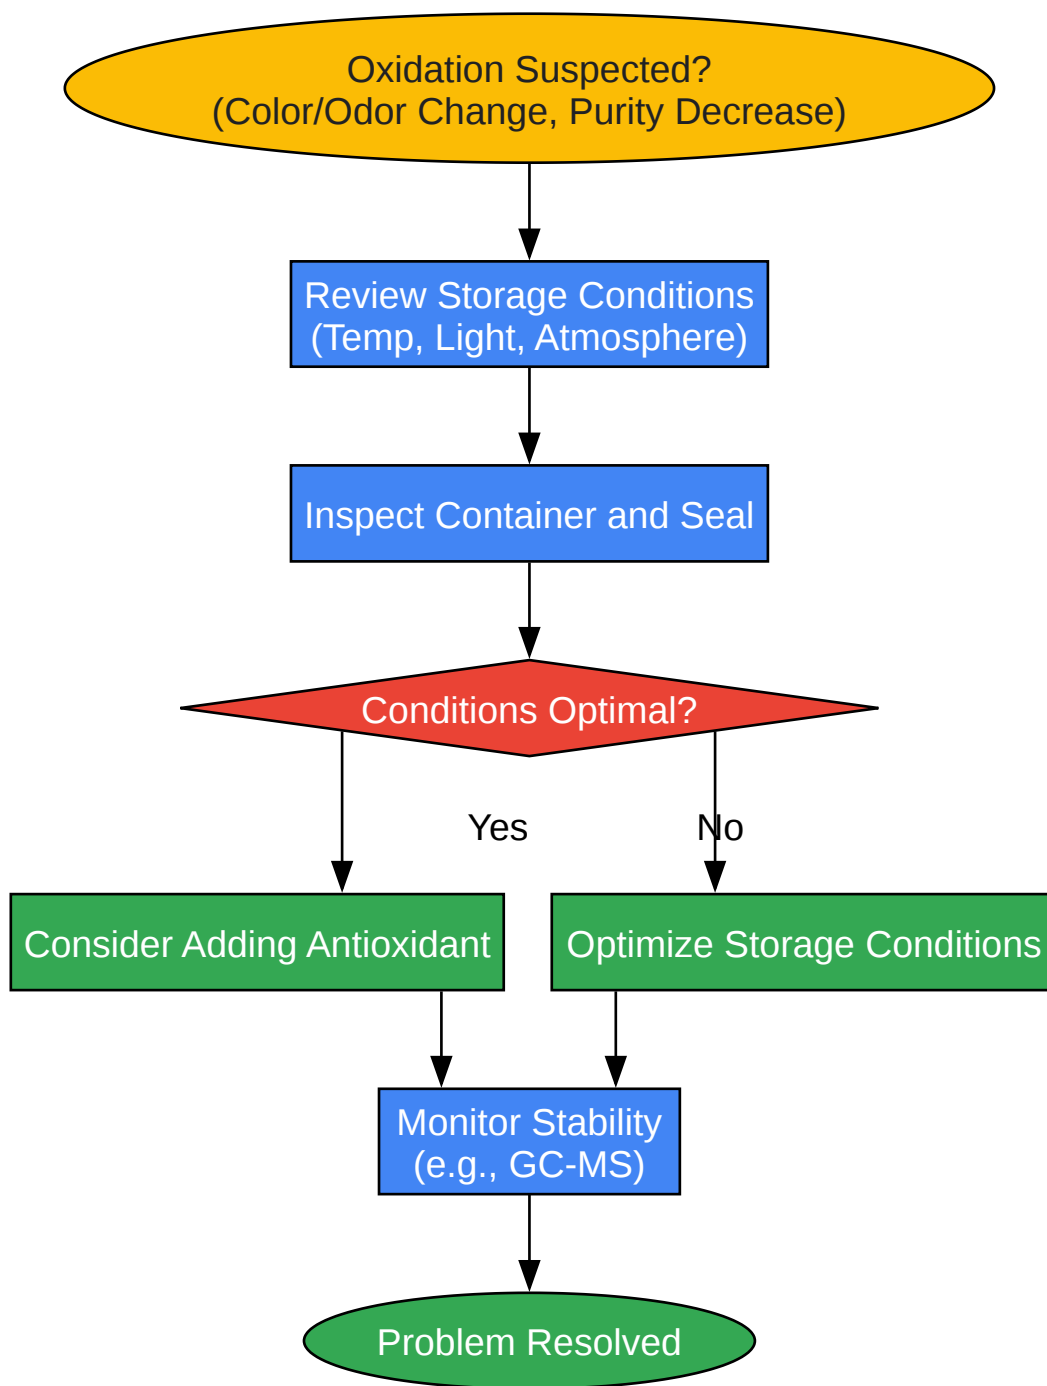 Oxidation Suspected?
(Color/Odor Change, Purity Decrease)
Review Storage Conditions
(Temp, Light, Atmosphere)
Inspect Container and Seal
Conditions Optimal?
Yes
No
Consider Adding Antioxidant
Optimize Storage Conditions
Monitor Stability
(e.g., GC-MS)
Problem Resolved